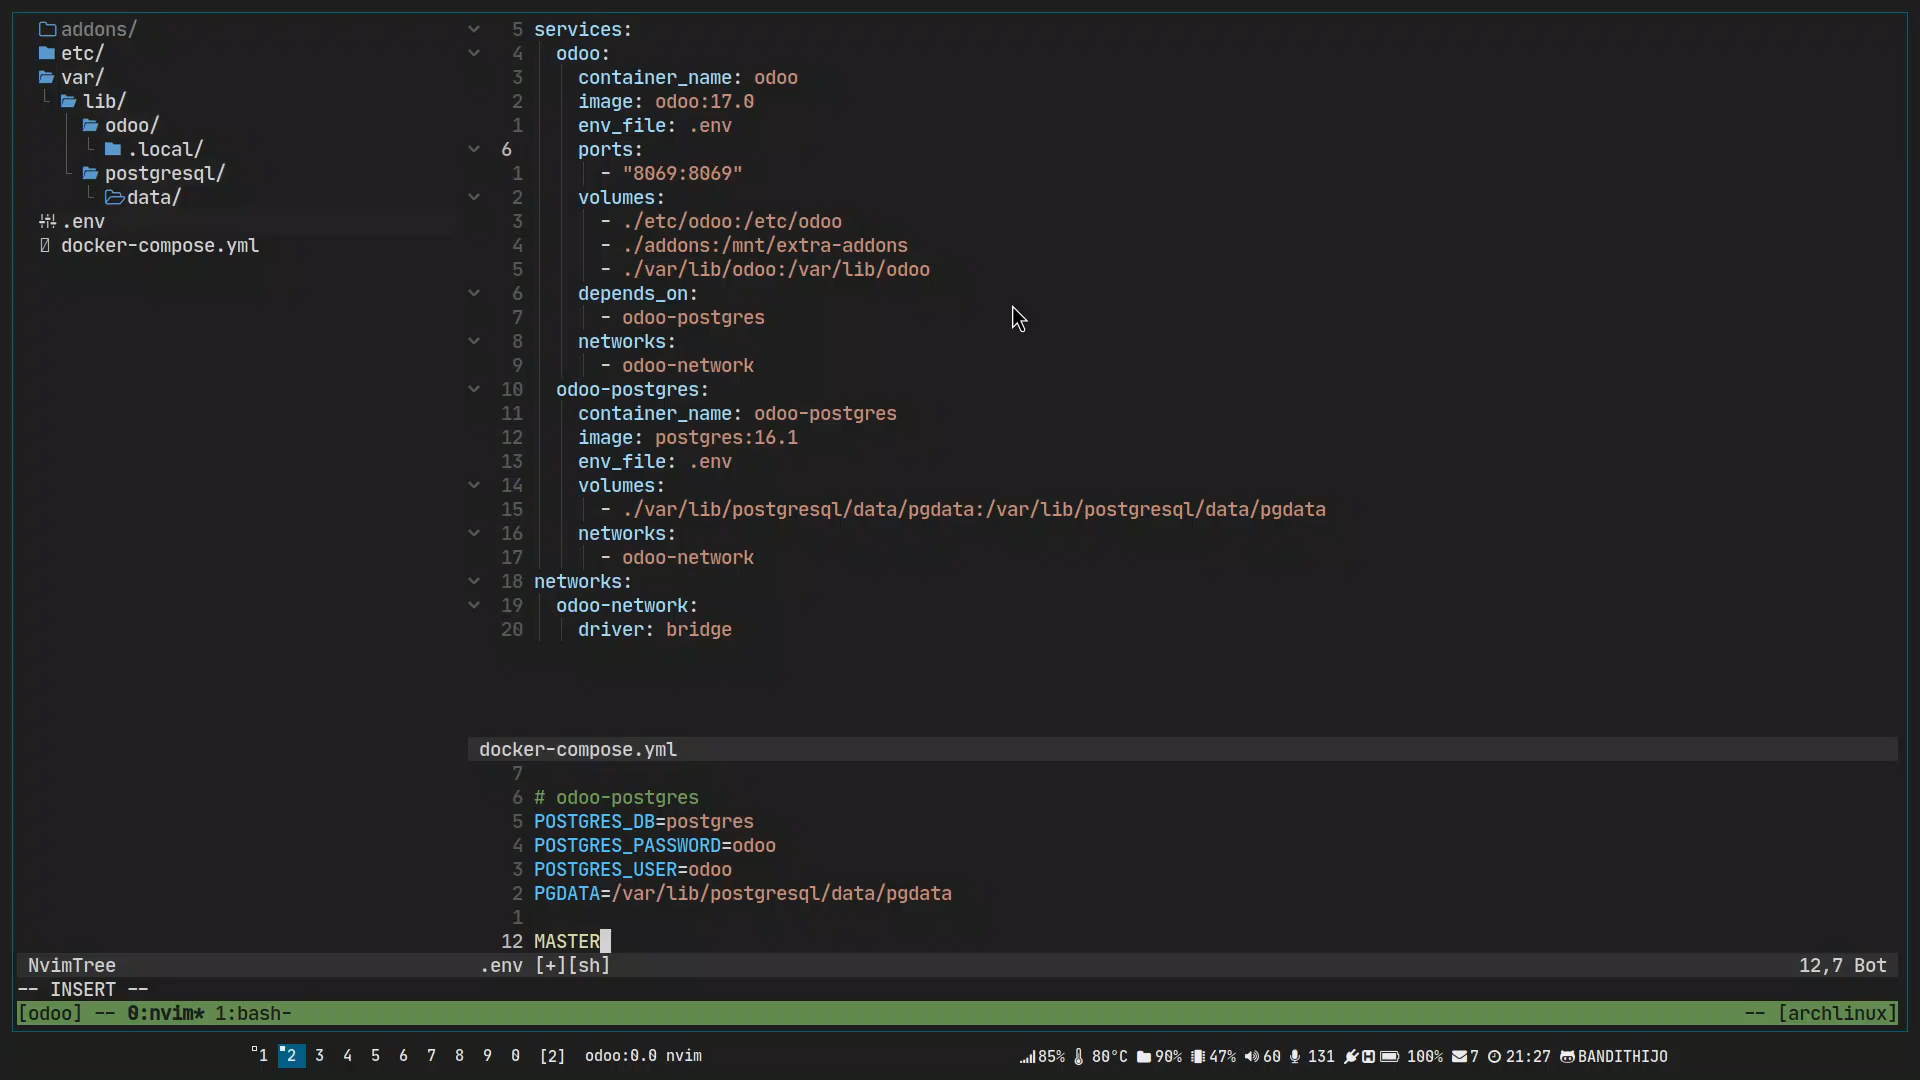 addons/
etc/
var/
lib/
odoo/
.local/
postgresql/
data/
.env
docker-compose.yml
5 services:
4 odoo:
3 container_name: odoo
2 image: odoo:17.0
1 env_file: .env
6 ports:
1 - "8069:8069"
2 volumes:
3 - ./etc/odoo:/etc/odoo
4 - ./addons:/mnt/extra-addons
5 - ./var/lib/odoo:/var/lib/odoo
6 depends_on:
7 - odoo-postgres
8 networks:
9 - odoo-network
10 odoo-postgres:
11 container_name: odoo-postgres
12 image: postgres:16.1
13 env_file: .env
14 volumes:
15 - ./var/lib/postgresql/data/pgdata:/var/lib/postgresql/data/pgdata
16 networks:
17 - odoo-network
18 networks:
19 odoo-network:
20 driver: bridge
docker-compose.yml
7
6 # odoo-postgres
5 POSTGRES_DB=postgres
4 POSTGRES_PASSWORD=odoo
3 POSTGRES_USER=odoo
2 PGDATA=/var/lib/postgresql/data/pgdata
1
12 MASTER
NvimTree .env [+][sh] 12,7 Bot
-- INSERT --
[odoo] -- 0:nvim* 1:bash- -- [archlinux]
1 2 3 4 5 6 7 8 9 0 [2] odoo:0.0 nvim 85% 80°C 90% 47% 60 131 H 100% 7 21:27 BANDITHIJO